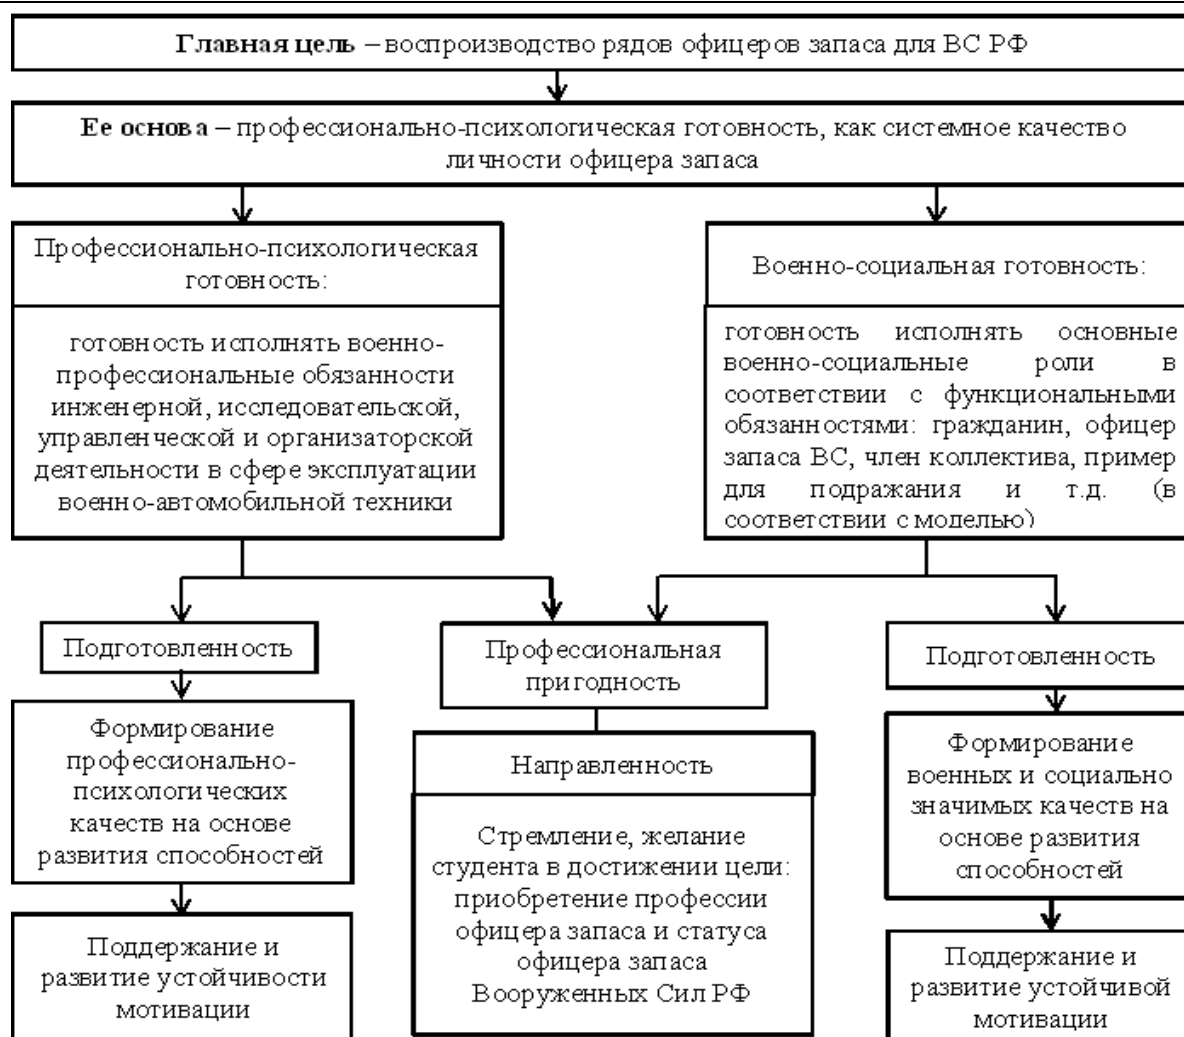 Главная цель – воспроизводство рядов офицеров запаса для ВС РФ
Ее основа – профессионально-психологическая готовность, как системное качество
личности офицера запаса
Профессионально-психологическая
готовность:
готовность исполнять военно-
профессиональные обязанности
инженерной, исследовательской,
управленческой и организаторской
деятельности в сфере эксплуатации
военно-автомобильной техники
Военно-социальная готовность:
готовность исполнять основные
военно-социальные роли в
соответствии с функциональными
обязанностями: гражданин, офицер
запаса ВС, член коллектива, пример
для подражания и т.д. (в
соответствии с моделью)
Подготовленность
Формирование
профессионально-
психологических
качеств на основе
развития способностей
Поддержание и
развитие устойчивости
мотивации
Профессиональная
пригодность
Направленность
Стремление, желание
студента в достижении цели:
приобретение профессии
офицера запаса и статуса
офицера запаса
Вооруженных Сил РФ
Подготовленность
Формирование
военных и социально
значимых качеств на
основе развития
способностей
Поддержание и
развитие устойчивой
мотивации